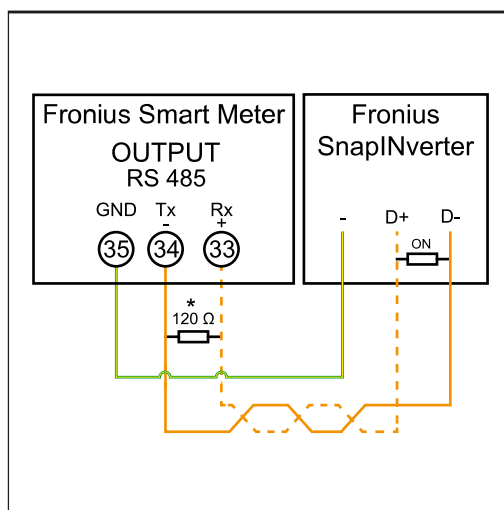 Fronius Smart Meter
OUTPUT
RS 485
GND Tx Rx
- +
35 34 33
*
120 Ω
Fronius
SnapINverter
- D+ D-
ON